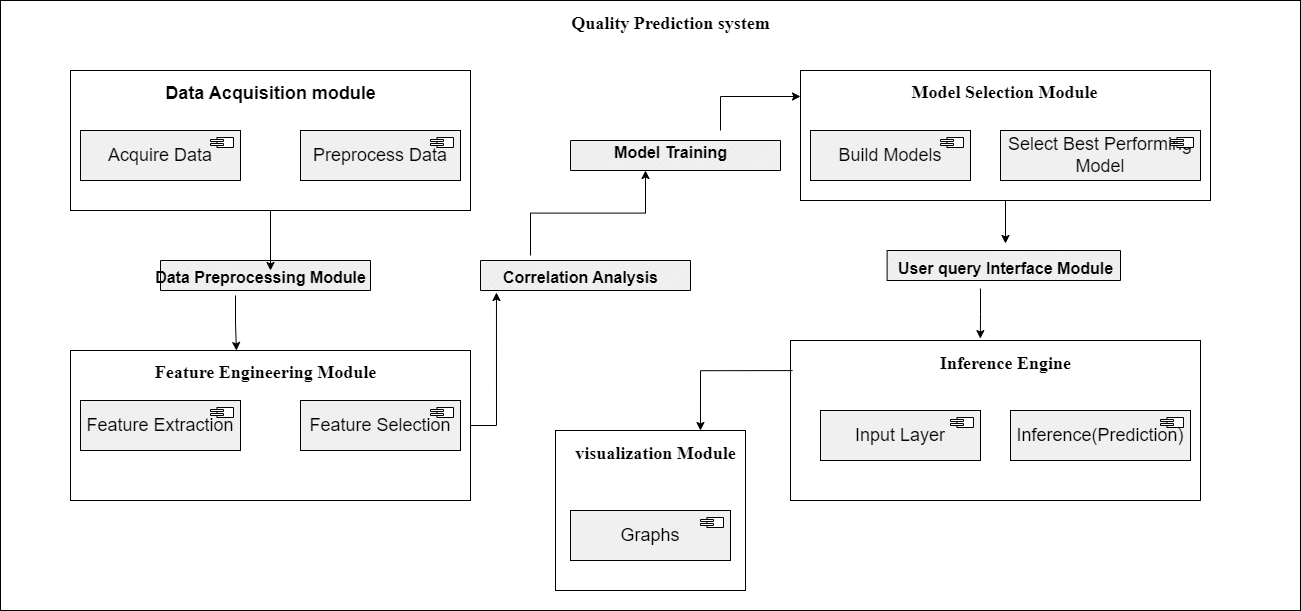 Quality Prediction system
Data Acquisition module
Acquire Data
Preprocess Data
Data Preprocessing Module
Feature Engineering Module
Feature Extraction
Feature Selection
Correlation Analysis
Model Training
Model Selection Module
Build Models
Select Best Performing
Model
User query Interface Module
Inference Engine
Input Layer
Inference(Prediction)
visualization Module
Graphs